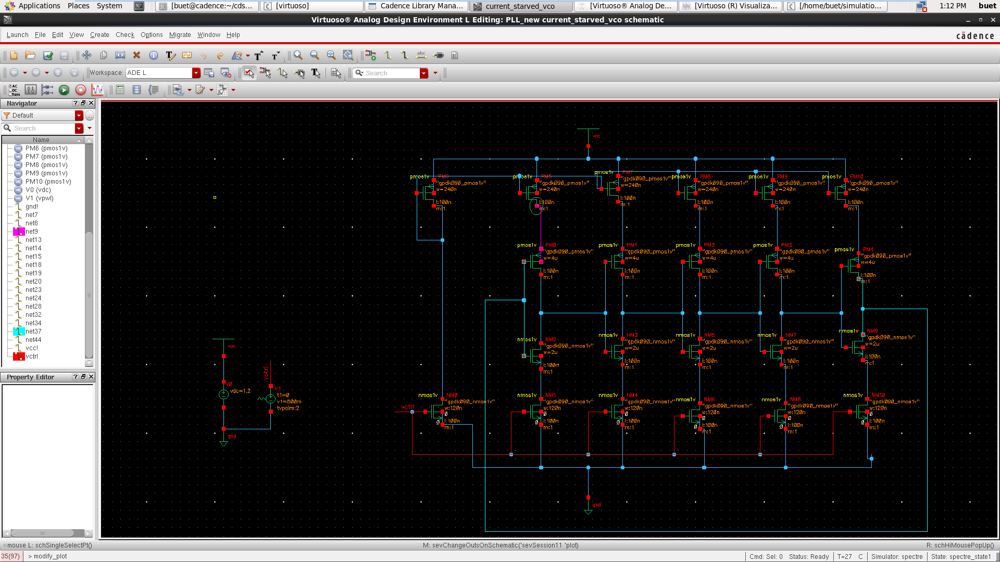 Applications Places System [buet@cadence:~/cds... [virtuoso] Cadence Library Mana... current_starved_vco [Virtuoso® Analog De... [Virtuoso (R) Visualiza... [/home/buet/simulatio... 1:12 PM buet
Virtuoso® Analog Design Environment L Editing: PLL_new current_starved_vco schematic
Launch File Edit View Create Check Options Migrate Window Help cādence
Workspace: ADE L Search
Navigator
Default
Search
Name
PM6 (pmos1v)
PM7 (pmos1v)
PM8 (pmos1v)
PM9 (pmos1v)
PM10 (pmos1v)
V0 (vdc)
V1 (vpwl)
gnd!
net7
net8
net9
net13
net14
net15
net18
net19
net20
net23
net24
net28
net32
net34
net37
net44
vcc!
vctrl
Property Editor
vcc
pmos1v PM6 "gpdk090_pmos1v" w=240n l:100n m:1
pmos1v PM5 "gpdk090_pmos1v" w=240n l:100n m:1
pmos1v PM7 "gpdk090_pmos1v" w=240n l:100n m:1
pmos1v PM8 "gpdk090_pmos1v" w=240n l:100n m:1
pmos1v PM9 "gpdk090_pmos1v" w=240n l:100n m:1
pmos1v PM10 "gpdk090_pmos1v" w=240n l:100n m:1
pmos1v PM0 "gpdk090_pmos1v" w=4u l:100n m:1
pmos1v PM1 "gpdk090_pmos1v" w=4u l:100n m:1
pmos1v PM2 "gpdk090_pmos1v" w=4u l:100n m:1
pmos1v PM3 "gpdk090_pmos1v" w=4u l:100n m:1
pmos1v PM4 "gpdk090_pmos1v" w=4u l:100n m:1
nmos1v NM2 "gpdk090_nmos1v" w=2u l:100n m:1
nmos1v NM3 "gpdk090_nmos1v" w=2u l:100n m:1
nmos1v NM5 "gpdk090_nmos1v" w=2u l:100n m:1
nmos1v NM7 "gpdk090_nmos1v" w=2u l:100n m:1
nmos1v NM9 "gpdk090_nmos1v" w=2u l:100n m:1
vcc
V0 vdc=1.2
vctrl
V1
t1=0
v1=800m
tvpairs:2
gnd
vctrl
nmos1v NM0 "gpdk090_nmos1v" w:120n 0 0 l:100n m:1
nmos1v NM1 "gpdk090_nmos1v" w:120n 0 0 l:100n m:1
nmos1v NM4 "gpdk090_nmos1v" w:120n 0 0 l:100n m:1
nmos1v NM6 "gpdk090_nmos1v" w:120n 0 0 l:100n m:1
nmos1v NM8 "gpdk090_nmos1v" w:120n 0 0 l:100n m:1
nmos1v NM10 "gpdk090_nmos1v" w:120n 0 0 l:100n m:1
gnd
mouse L: schSingleSelectPt() M: sevChangeOutsOnSchematic('sevSession11 'plot) R: schHiMousePopUp()
35(97) > modify_plot Cmd: Sel: 0 Status: Ready T=27 C Simulator: spectre State: spectre_state1